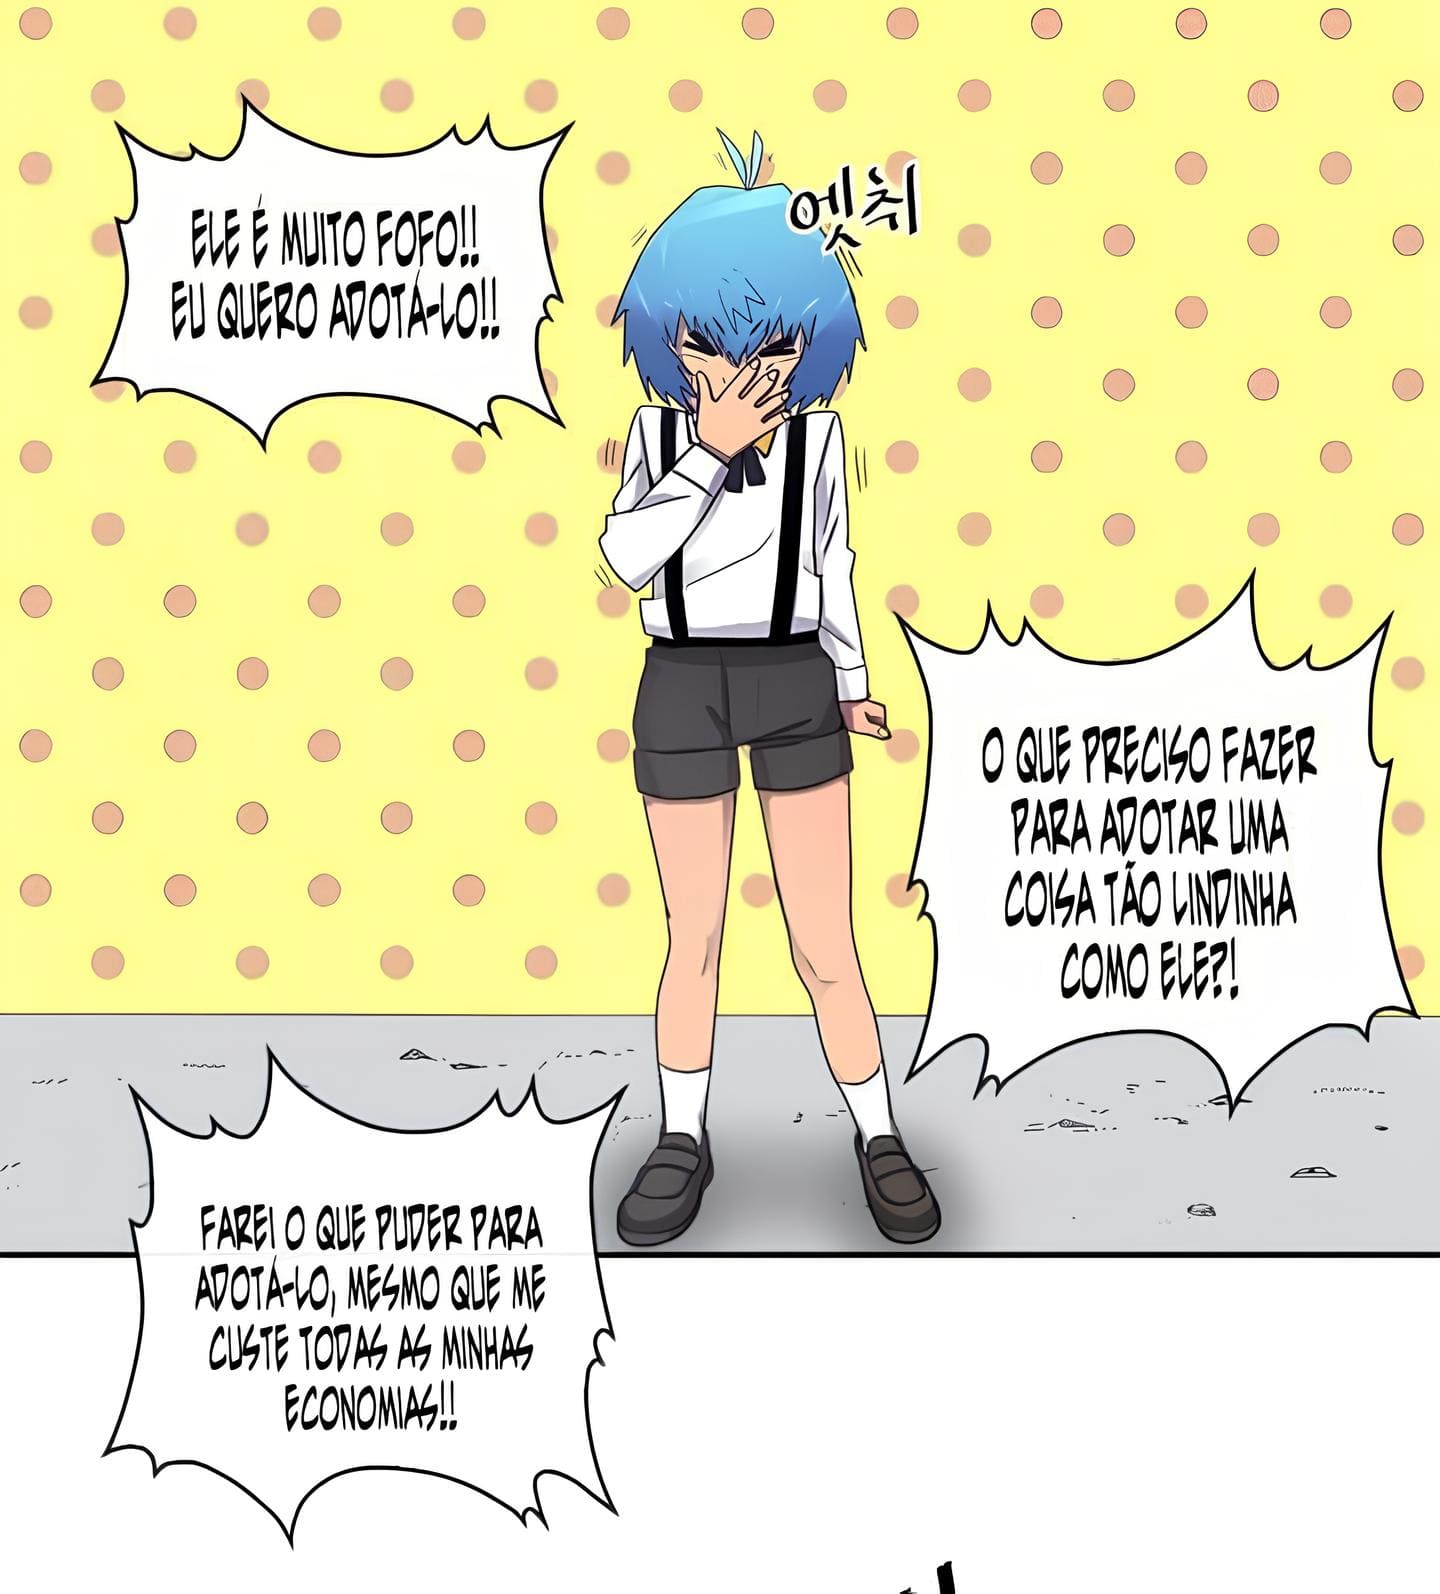 ELE É MUITO FOFO!!
EU QUERO ADOTÁ-LO!!
엣취
O QUE PRECISO FAZER
PARA ADOTAR UMA
COISA TÃO LINDINHA
COMO ELE?!
FAREI O QUE PUDER PARA
ADOTÁ-LO, MESMO QUE ME
CUSTE TODAS AS MINHAS
ECONOMIAS!!